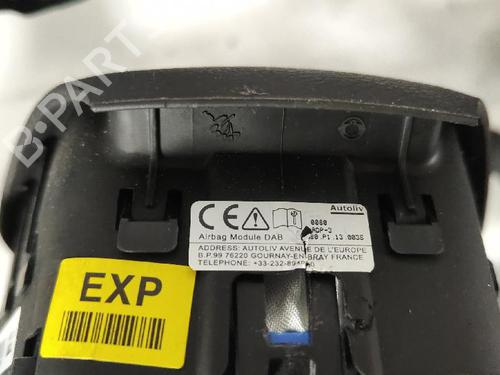 B-PART
Autoliv
CE 0080
Airbag Module DAB
ADDRESS: AUTOLIV AVENUE DE L'EUROPE
B.P.99 76220 GOURNAY-EN-BRAY FRANCE
TELEPHONE: +33-232-
EXP